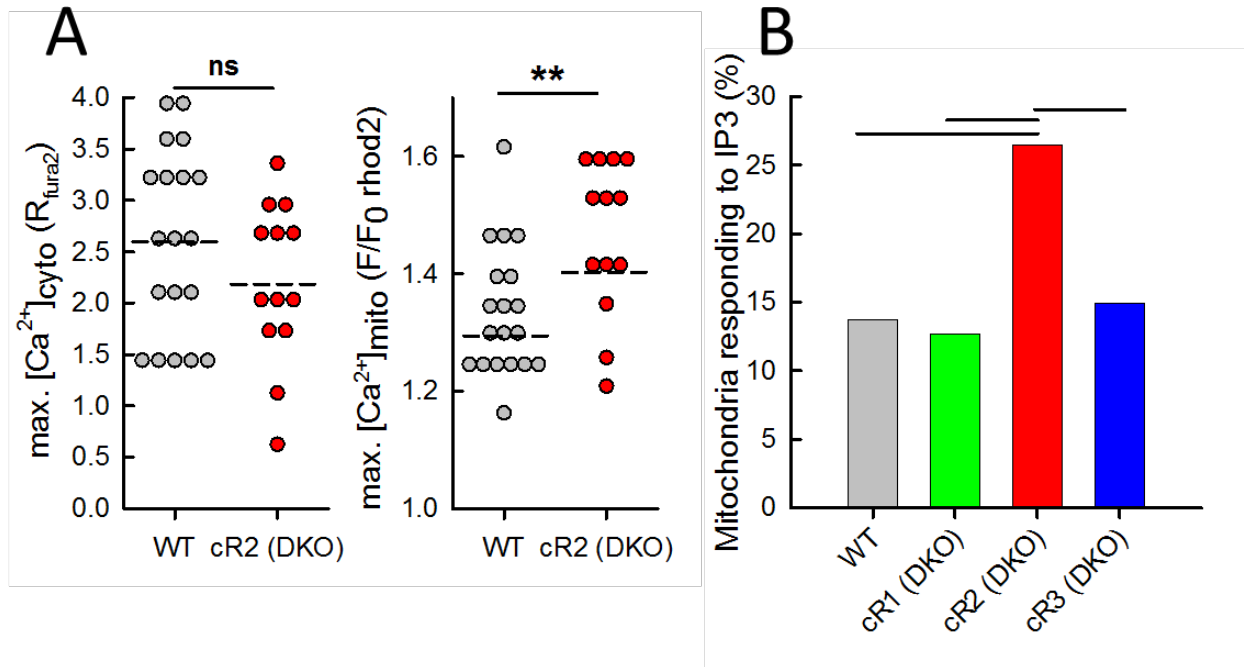 A
B
ns
**
max. [Ca2+]cyto (Rfura2)
4.0
3.5
3.0
2.5
2.0
1.5
1.0
0.5
0.0
WT
cR2 (DKO)
max. [Ca2+]mito (F/F0 rhod2)
1.6
1.4
1.2
1.0
WT
cR2 (DKO)
Mitochondria responding to IP3 (%)
30
25
20
15
10
5
0
WT
cR1 (DKO)
cR2 (DKO)
cR3 (DKO)